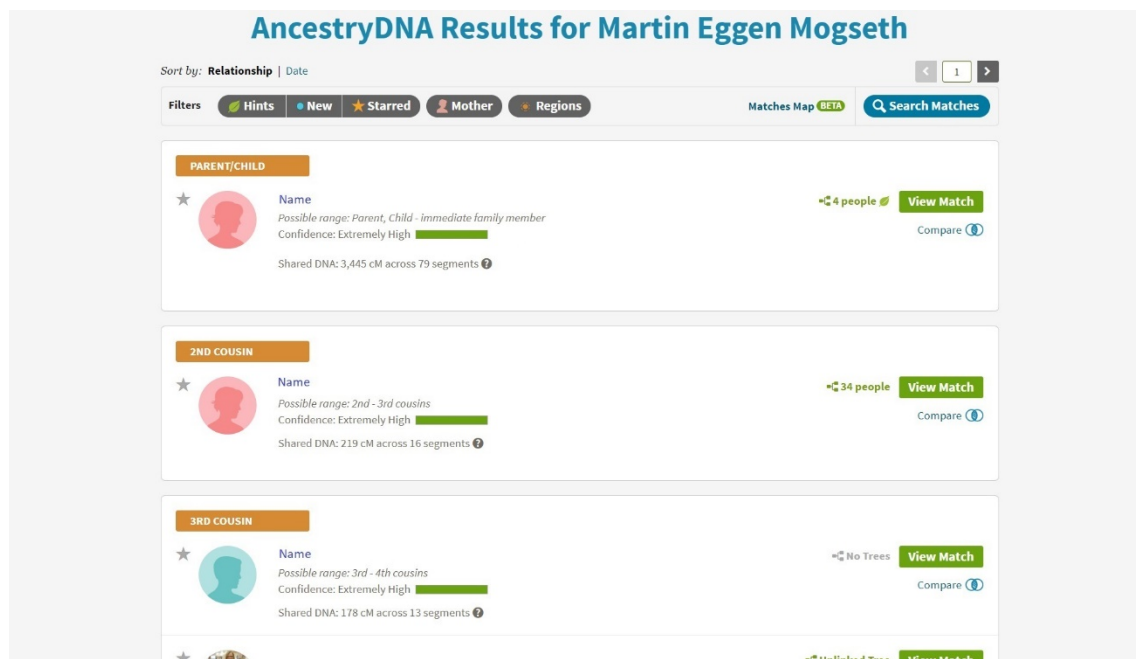 AncestryDNA Results for Martin Eggen Mogseth
Sort by: Relationship | Date
1
Filters Hints New Starred Mother Regions Matches Map BETA Search Matches
PARENT/CHILD
Name 4 people View Match
Possible range: Parent, Child - immediate family member
Confidence: Extremely High Compare
Shared DNA: 3,445 cM across 79 segments ?
2ND COUSIN
Name 34 people View Match
Possible range: 2nd - 3rd cousins
Confidence: Extremely High Compare
Shared DNA: 219 cM across 16 segments ?
3RD COUSIN
Name No Trees View Match
Possible range: 3rd - 4th cousins
Confidence: Extremely High Compare
Shared DNA: 178 cM across 13 segments ?
Unlinked Tree View Match